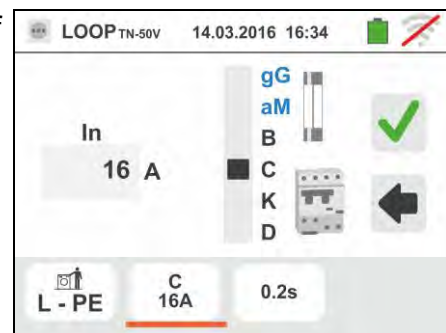 LOOP TN-50V 14.03.2016 16:34
gG
aM
In
B
16 A
C
K
D
L - PE
C
16A
0.2s